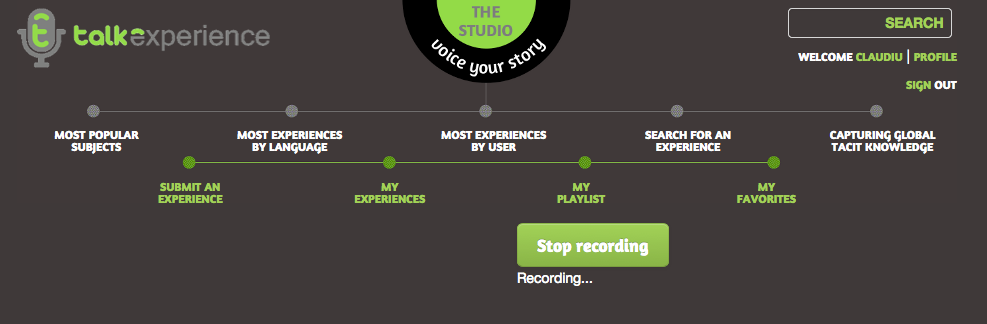 talkexperience
THE
STUDIO
voice your story
SEARCH
WELCOME CLAUDIU | PROFILE
SIGN OUT
MOST POPULAR
SUBJECTS
MOST EXPERIENCES
BY LANGUAGE
MOST EXPERIENCES
BY USER
SEARCH FOR AN
EXPERIENCE
CAPTURING GLOBAL
TACIT KNOWLEDGE
SUBMIT AN
EXPERIENCE
MY
EXPERIENCES
MY
PLAYLIST
MY
FAVORITES
Stop recording
Recording...